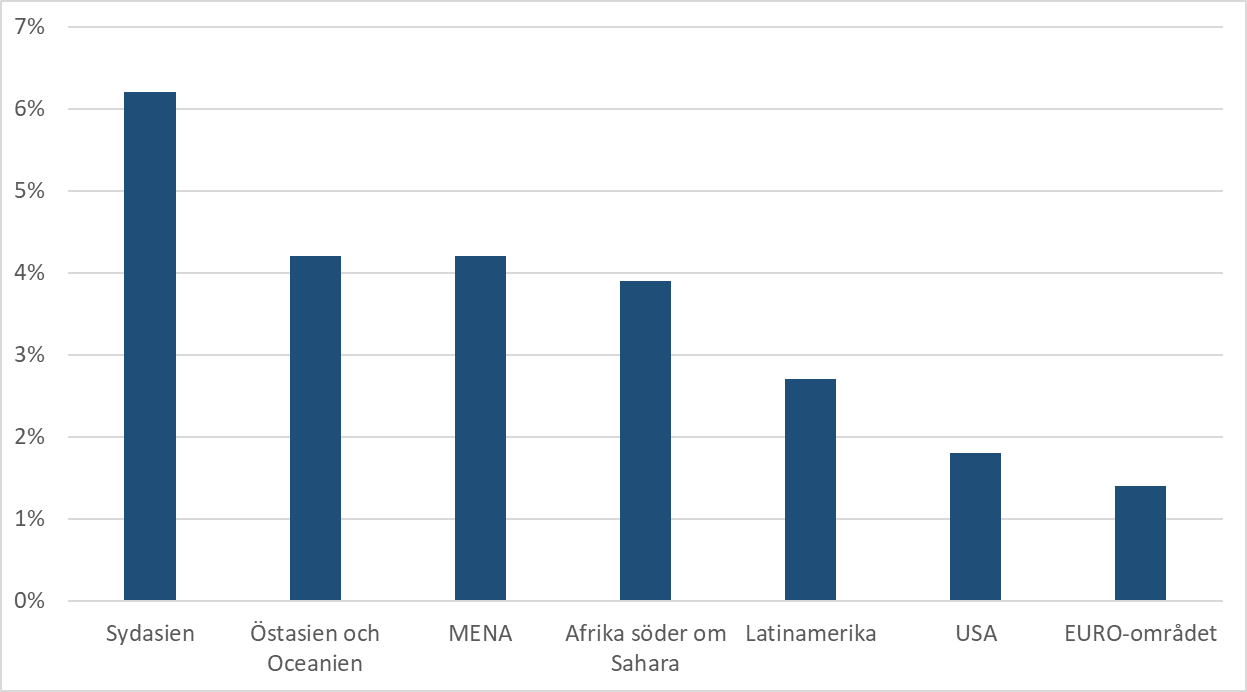 7%
6%
5%
4%
3%
2%
1%
0%
Sydasien
Östasien och
Oceanien
MENA
Afrika söder om
Sahara
Latinamerika
USA
EURO-området